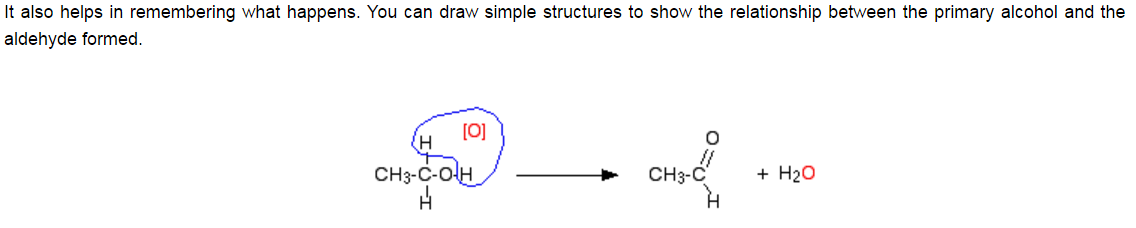 It also helps in remembering what happens. You can draw simple structures to show the relationship between the primary alcohol and the
aldehyde formed.
H [O]
O
CH3-C-O-H
CH3-C
+ H2O
H
H